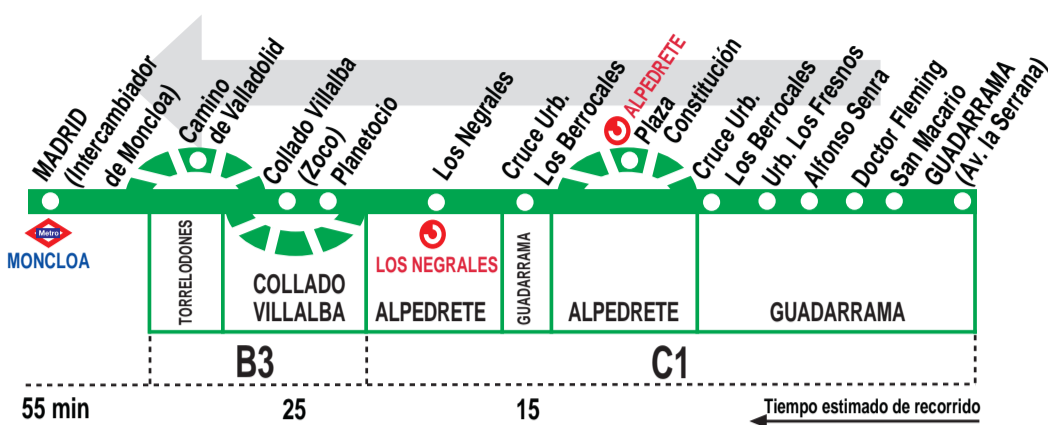 MADRID
(Intercambiador
de Moncloa)
Camino
de Valladolid
Collado Villalba
(Zoco)
Planetocio
Los Negrales
Cruce Urb.
Los Berrocales
ALPEDRETE
Plaza
Constitución
Cruce Urb.
Los Berrocales
Urb. Los Fresnos
Alfonso Senra
Doctor Fleming
San Macario
GUADARRAMA
(Av. la Serrana)
Metro
MONCLOA
TORRELODONES
COLLADO
VILLALBA
LOS NEGRALES
ALPEDRETE
GUADARRAMA
ALPEDRETE
GUADARRAMA
B3
C1
55 min
25
15
Tiempo estimado de recorrido